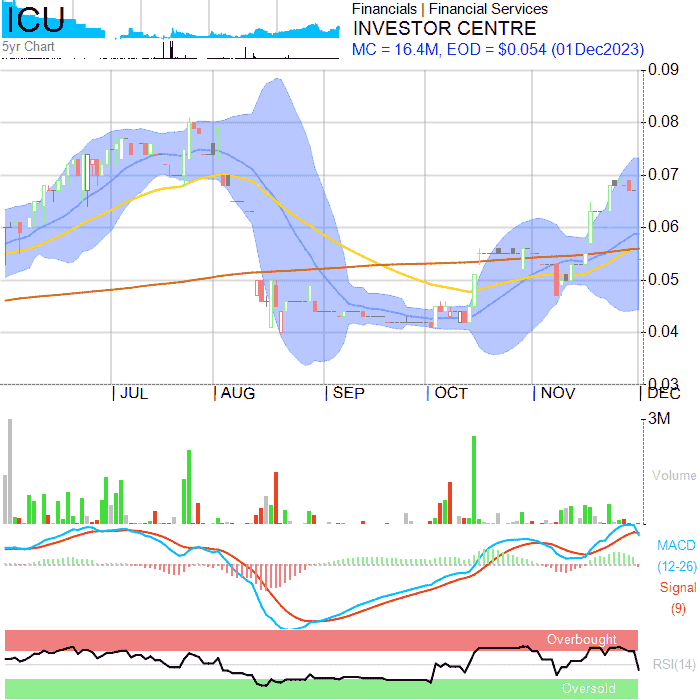 ICU
5yr Chart
Financials | Financial Services
INVESTOR CENTRE
MC = 16.4M, EOD = $0.054 (01Dec2023)
0.09
0.08
0.07
0.06
0.05
0.04
0.03
JUL AUG SEP OCT NOV DEC
3M
Volume
MACD
(12-26)
Signal
(9)
Overbought
RSI(14)
Oversold